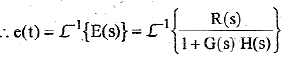 ∴ e(t) = ℒ⁻¹{E(s)} = ℒ⁻¹{R(s) / 1 + G(s) H(s)}